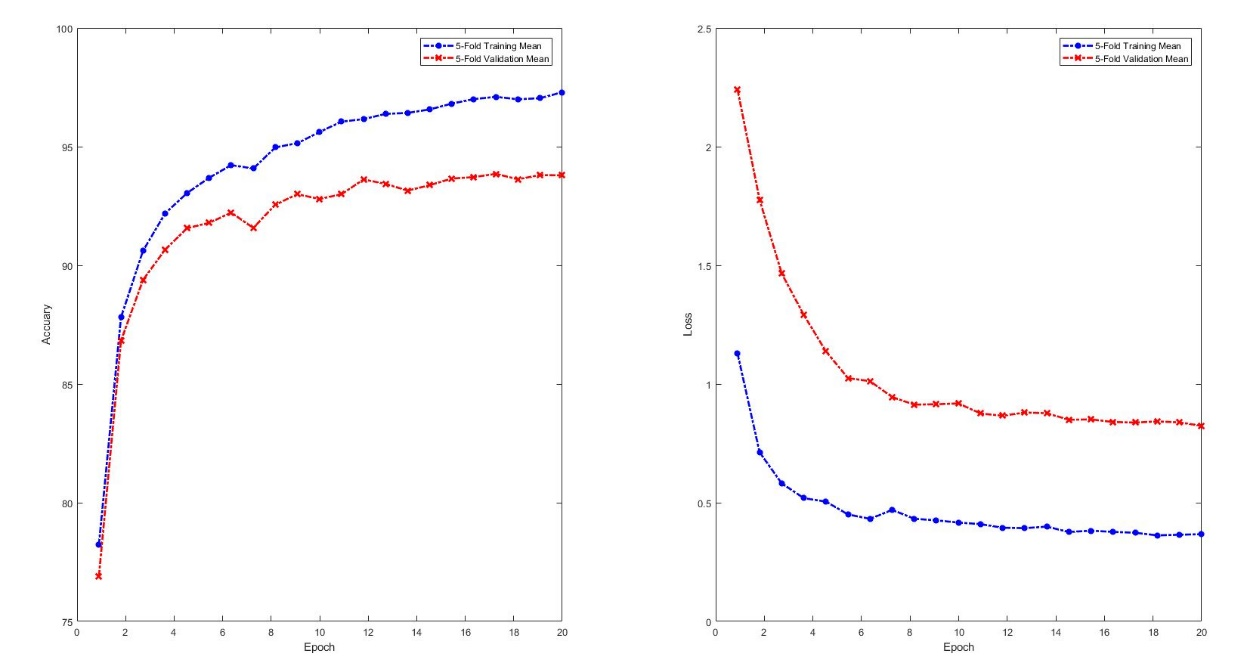 100
95
90
85
80
75
0 2 4 6 8 10 12 14 16 18 20
Accuary
Epoch
5-Fold Training Mean
5-Fold Validation Mean
2.5
2
1.5
1
0.5
0
0 2 4 6 8 10 12 14 16 18 20
Loss
Epoch
5-Fold Training Mean
5-Fold Validation Mean